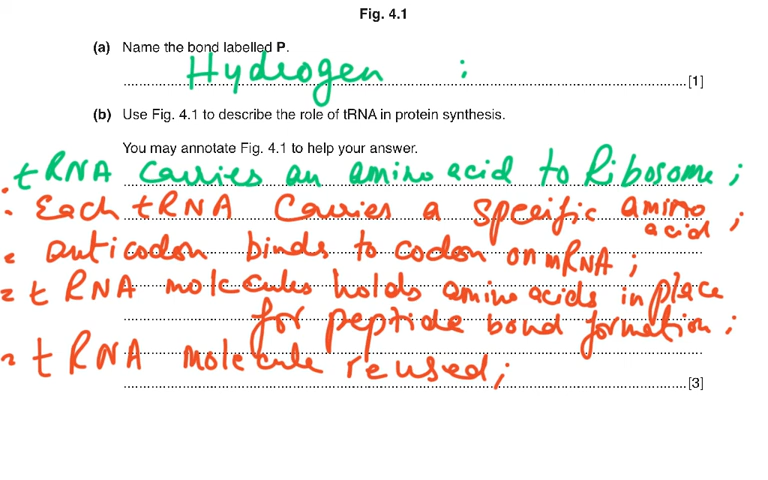 Fig. 4.1
(a) Name the bond labelled P.
Hydrogen ; [1]
(b) Use Fig. 4.1 to describe the role of tRNA in protein synthesis.
You may annotate Fig. 4.1 to help your answer.
tRNA carries an amino acid to Ribosome ;
Each tRNA carries a specific amino acid ;
anticodon binds to codon on mRNA ;
tRNA molecules holds amino acids in place
for peptide bond formation ;
tRNA molecule reused ;
[3]